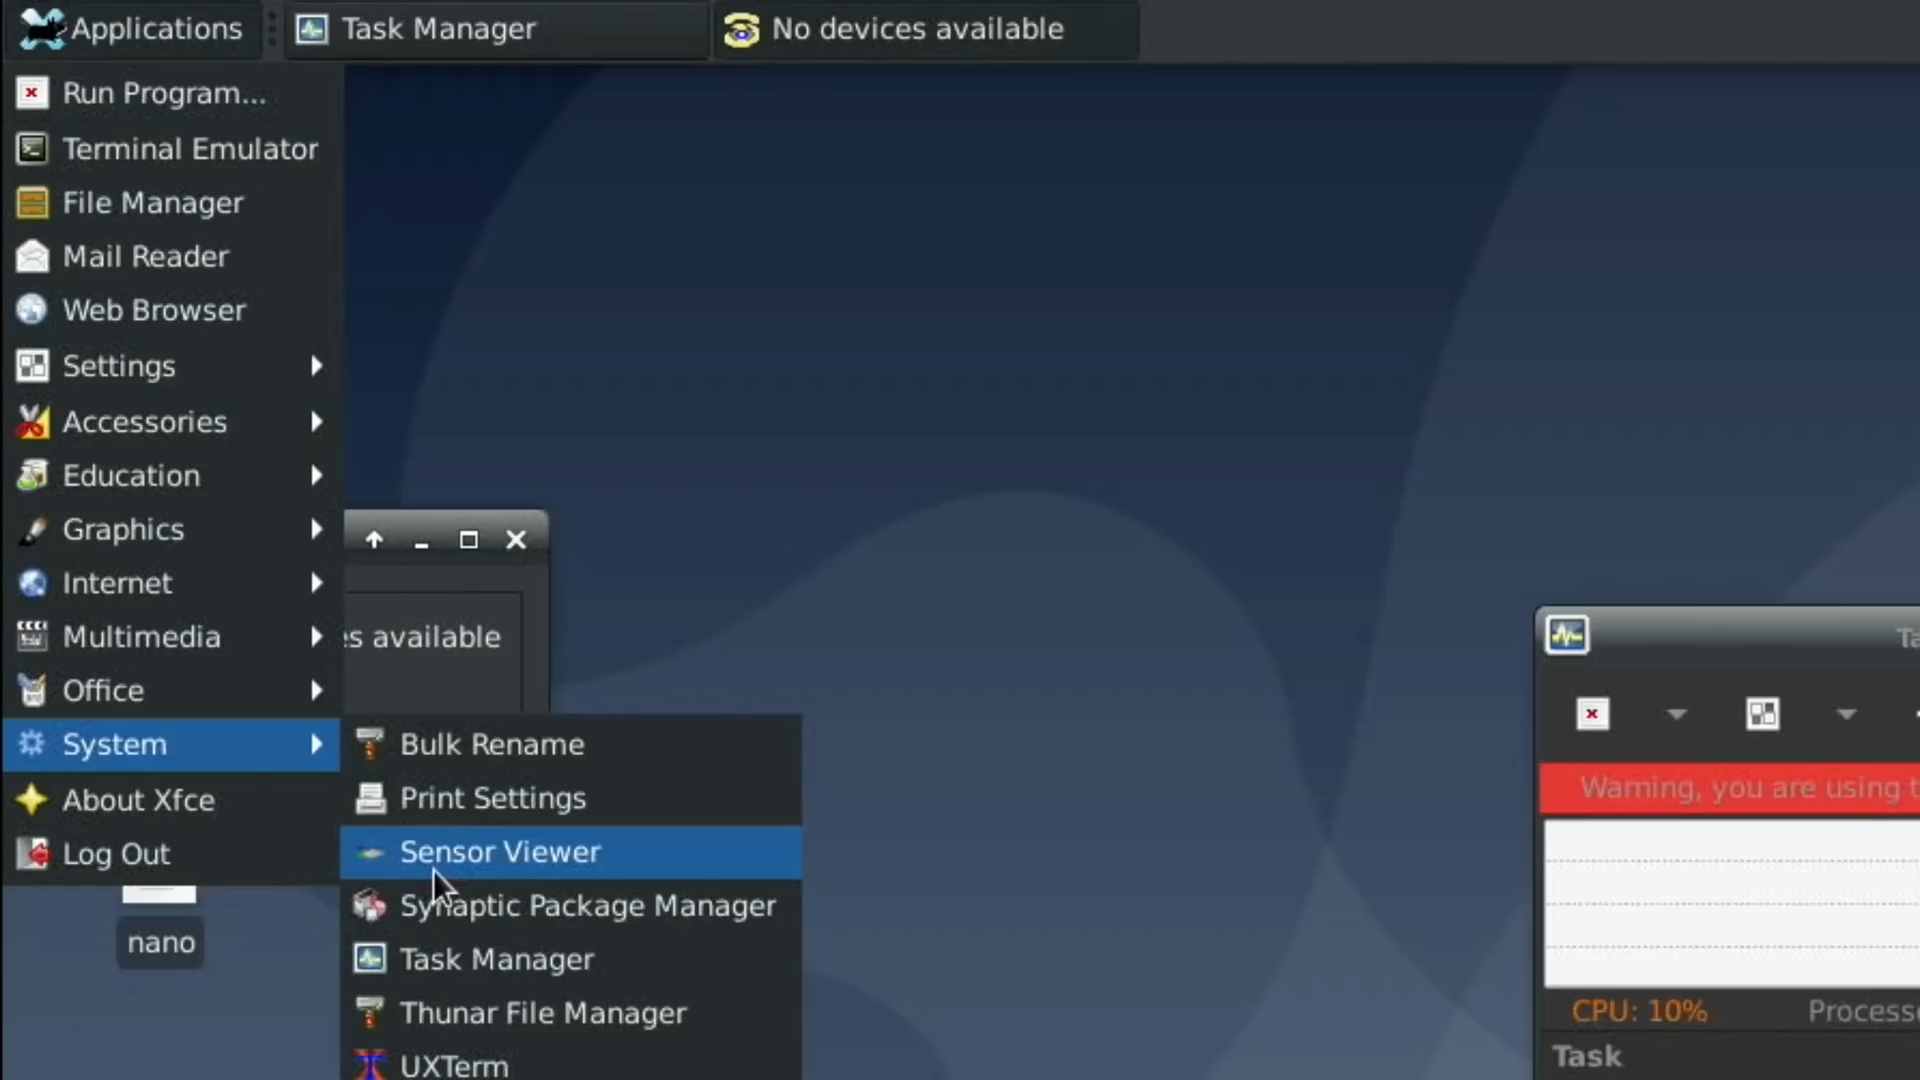 Applications
Task Manager
No devices available
Run Program...
Terminal Emulator
File Manager
Mail Reader
Web Browser
Settings
Accessories
Education
Graphics
Internet
Multimedia
Office
System
About Xfce
Log Out
available
Bulk Rename
Print Settings
Sensor Viewer
Synaptic Package Manager
Task Manager
Thunar File Manager
UXTerm
nano
Warning, you are using
CPU: 10%
Task